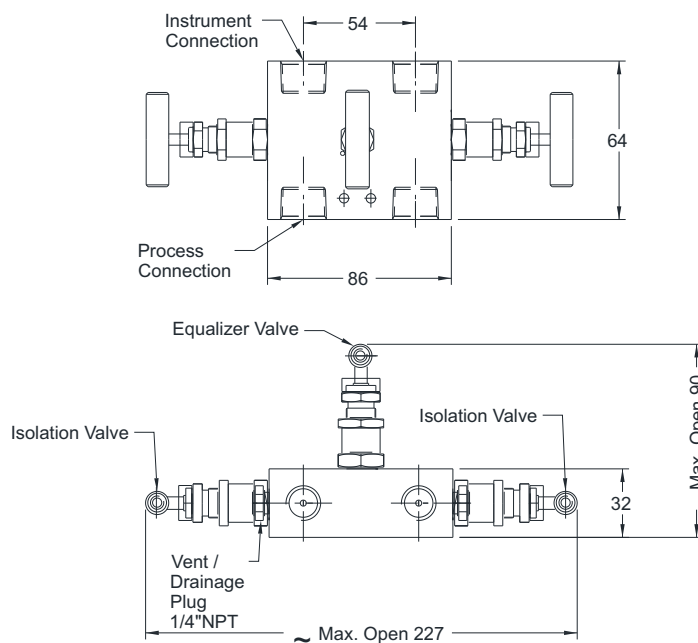 Instrument
Connection
54
64
Process
Connection
86
Equalizer Valve
Isolation Valve
Isolation Valve
Max. Open 90
32
Vent /
Drainage
Plug
1/4"NPT
~ Max. Open 227